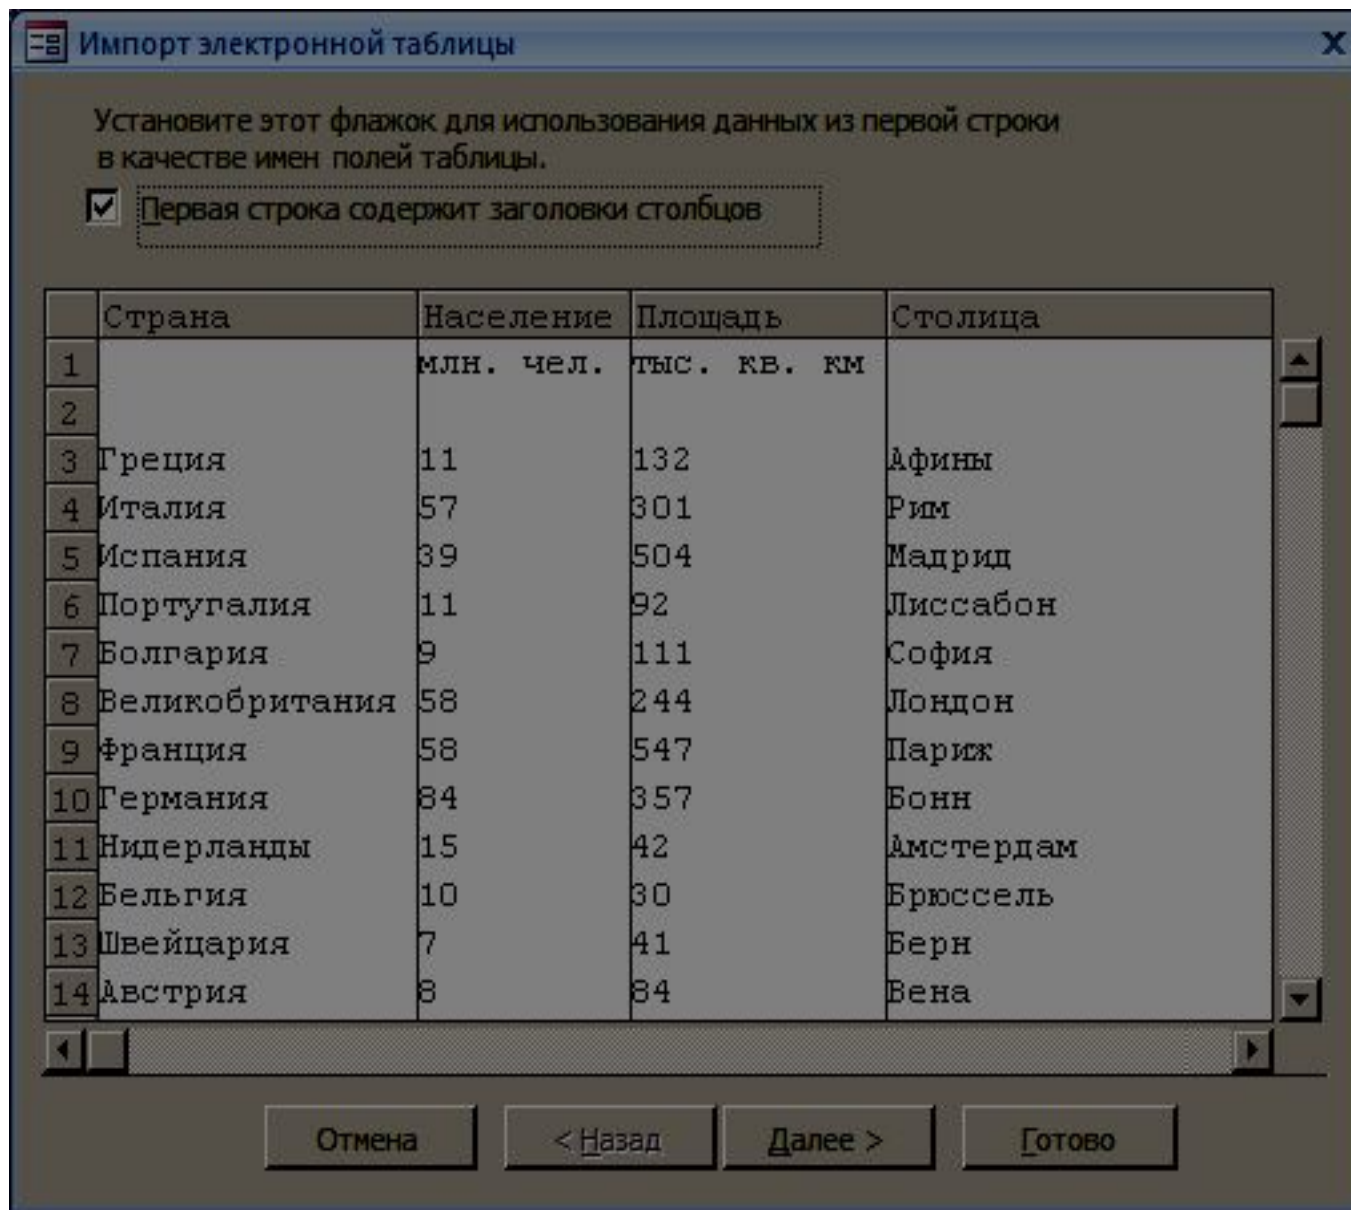 Импорт электронной таблицы
Установите этот флажок для использования данных из первой строки
в качестве имен полей таблицы.
Первая строка содержит заголовки столбцов
Страна Население Площадь Столица
1 млн. чел. тыс. кв. км
2
3 Греция 11 132 Афины
4 Италия 57 301 Рим
5 Испания 39 504 Мадрид
6 Португалия 11 92 Лиссабон
7 Болгария 9 111 София
8 Великобритания 58 244 Лондон
9 Франция 58 547 Париж
10 Германия 84 357 Бонн
11 Нидерланды 15 42 Амстердам
12 Бельгия 10 30 Брюссель
13 Швейцария 7 41 Берн
14 Австрия 8 84 Вена
Отмена < Назад Далее > Готово